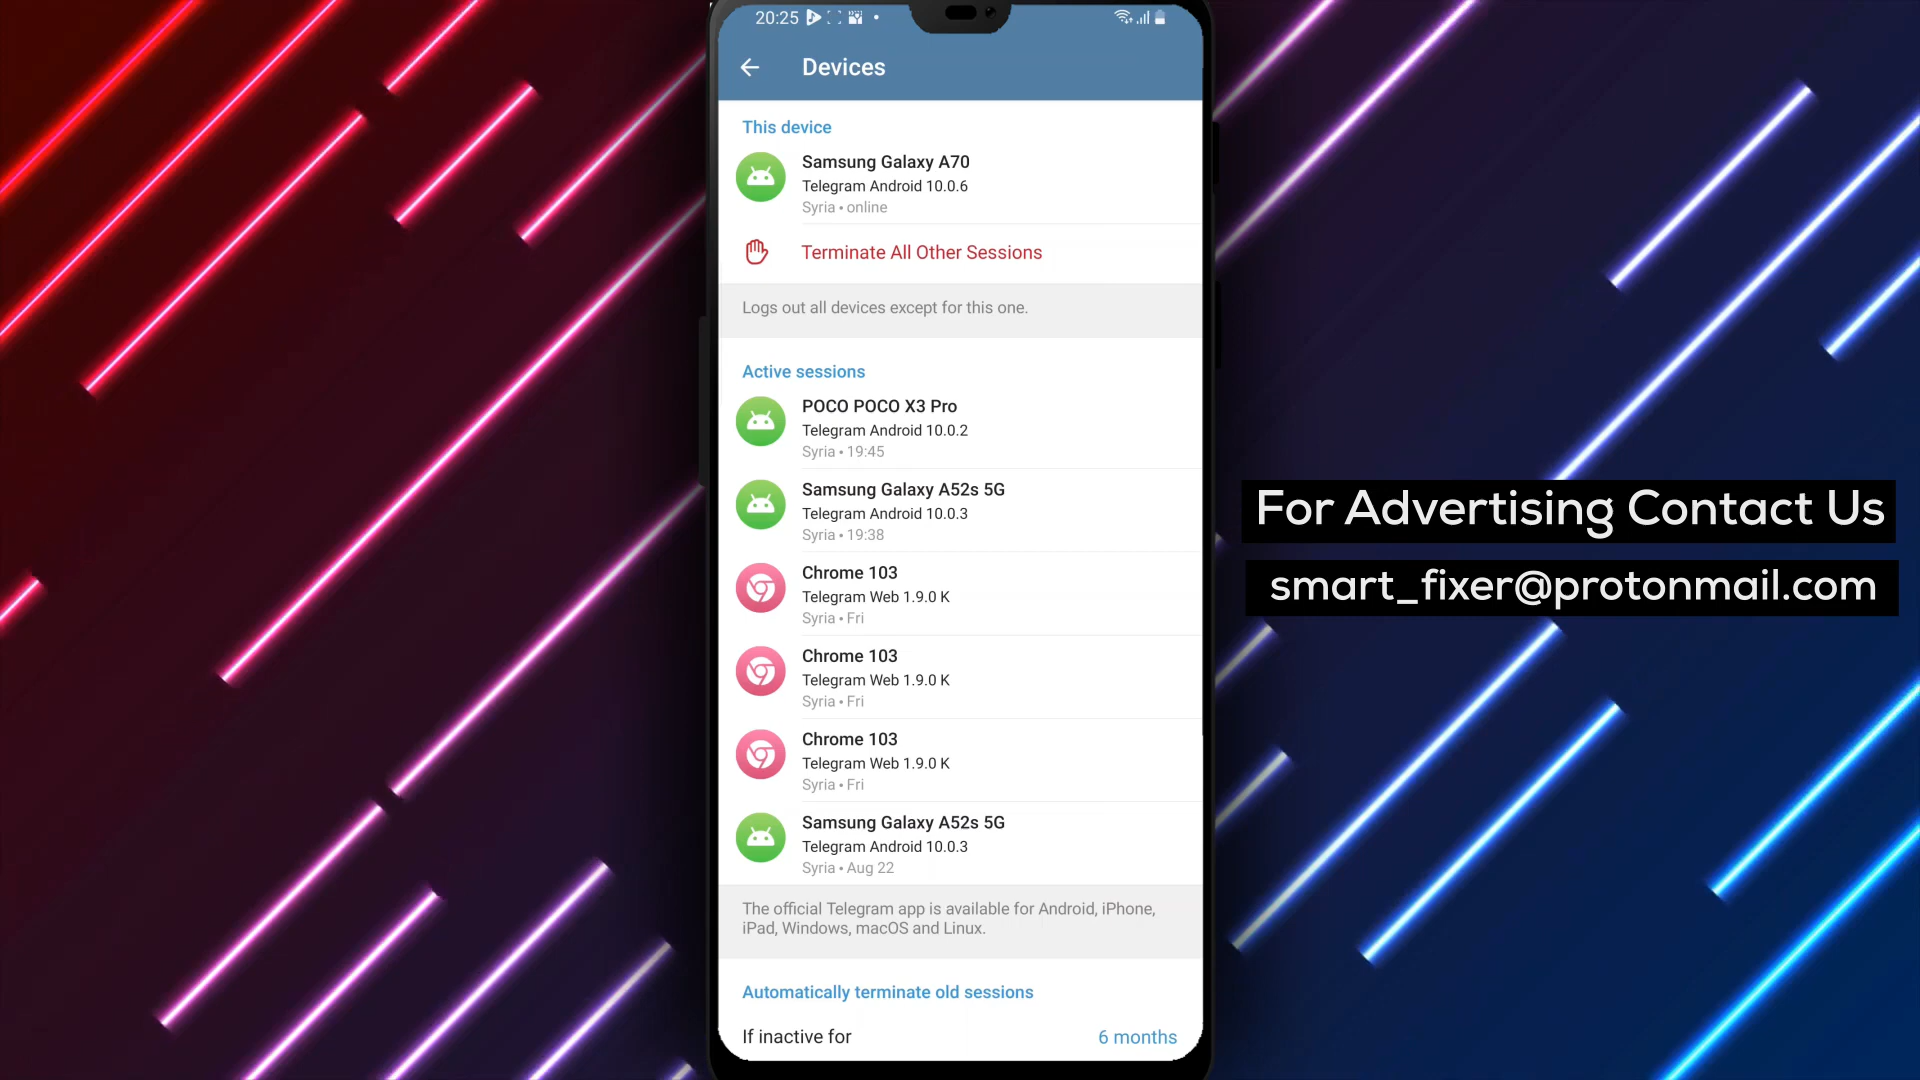 20:25
Devices
This device
Samsung Galaxy A70
Telegram Android 10.0.6
Syria • online
Terminate All Other Sessions
Logs out all devices except for this one.
Active sessions
POCO POCO X3 Pro
Telegram Android 10.0.2
Syria • 19:45
Samsung Galaxy A52s 5G
Telegram Android 10.0.3
Syria • 19:38
Chrome 103
Telegram Web 1.9.0 K
Syria • Fri
Chrome 103
Telegram Web 1.9.0 K
Syria • Fri
Chrome 103
Telegram Web 1.9.0 K
Syria • Fri
Samsung Galaxy A52s 5G
Telegram Android 10.0.3
Syria • Aug 22
The official Telegram app is available for Android, iPhone,
iPad, Windows, macOS and Linux.
Automatically terminate old sessions
If inactive for 6 months
For Advertising Contact Us
smart_fixer@protonmail.com